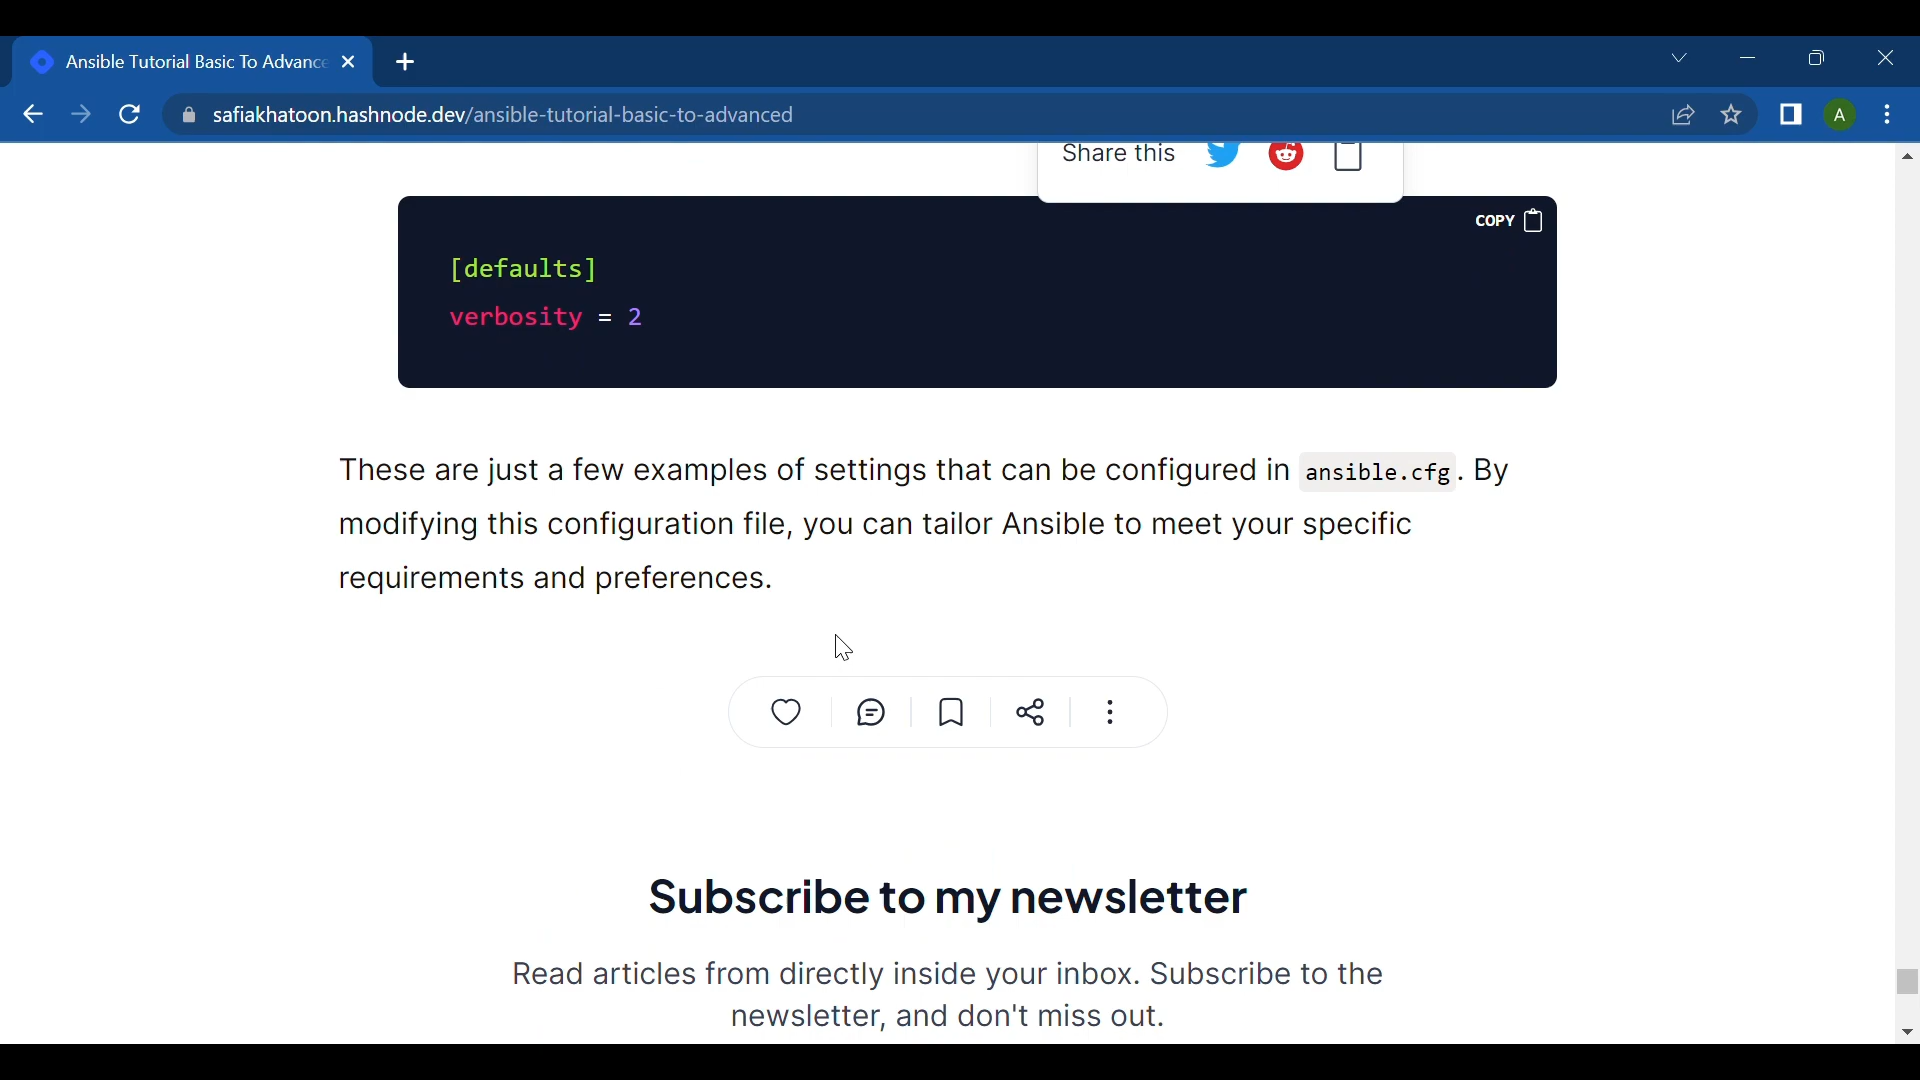 Ansible Tutorial Basic To Advance
safiakhatoon.hashnode.dev/ansible-tutorial-basic-to-advanced
A
Share this
COPY
[defaults]
verbosity = 2
These are just a few examples of settings that can be configured in ansible.cfg. By
modifying this configuration file, you can tailor Ansible to meet your specific
requirements and preferences.
Subscribe to my newsletter
Read articles from directly inside your inbox. Subscribe to the
newsletter, and don't miss out.